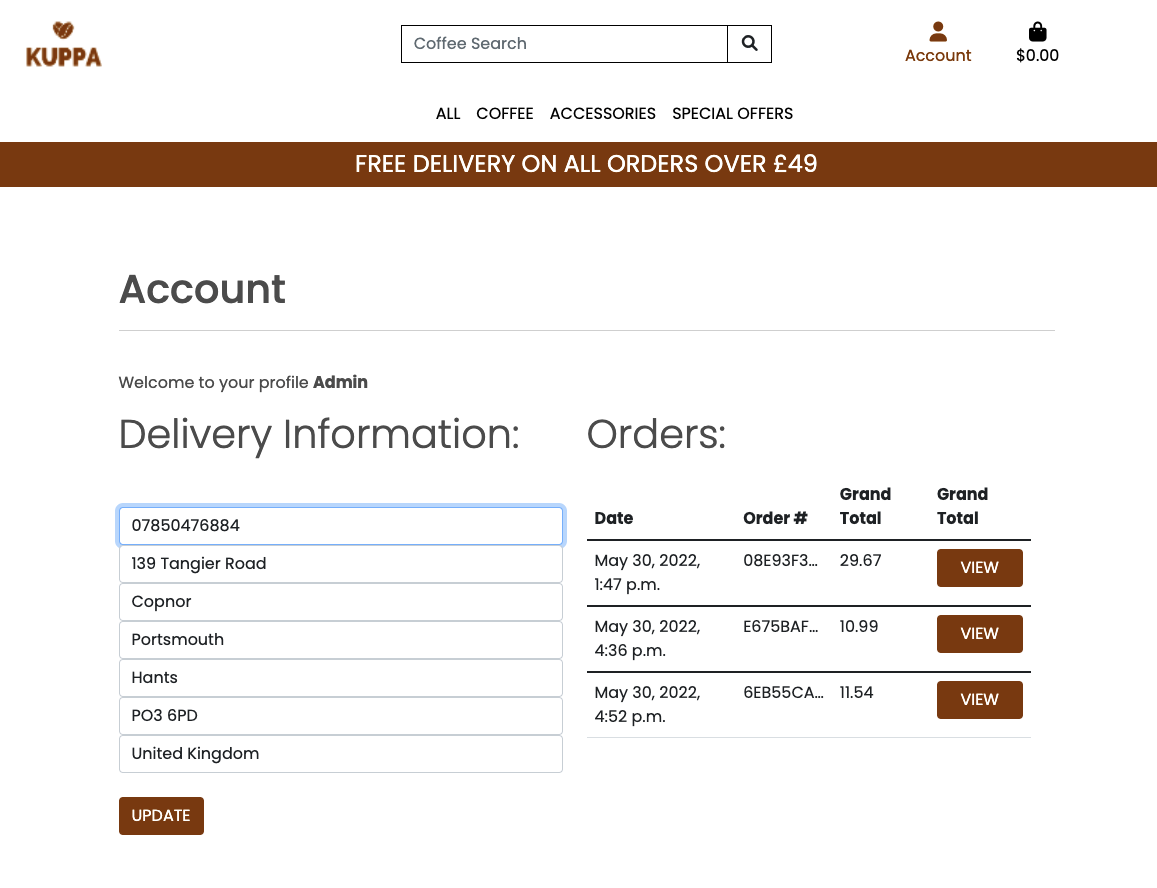 KUPPA
Coffee Search
Account
$0.00
ALL COFFEE ACCESSORIES SPECIAL OFFERS
FREE DELIVERY ON ALL ORDERS OVER £49
Account
Welcome to your profile Admin
Delivery Information:
07850476884
139 Tangier Road
Copnor
Portsmouth
Hants
PO3 6PD
United Kingdom
UPDATE
Orders:
Date Order # Grand Total Grand Total
May 30, 2022, 1:47 p.m. 08E93F3... 29.67 VIEW
May 30, 2022, 4:36 p.m. E675BAF... 10.99 VIEW
May 30, 2022, 4:52 p.m. 6EB55CA... 11.54 VIEW